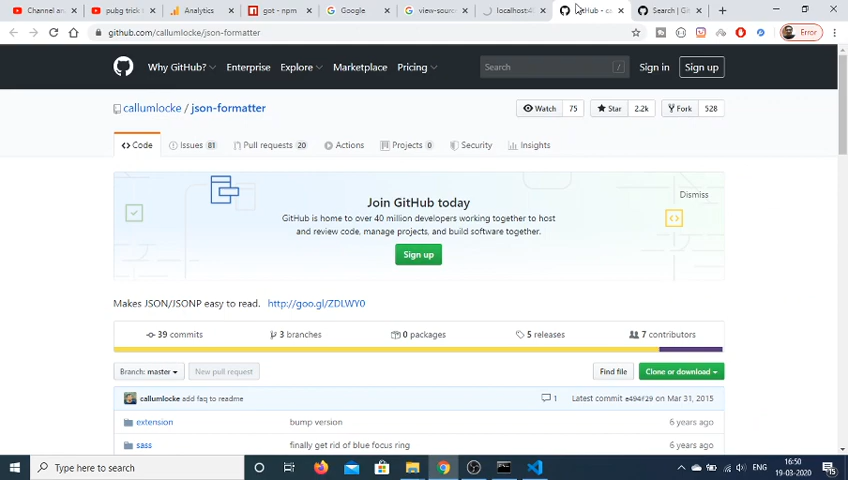 Channel an
pubg trick
Analytics
got - npm
Google
view-sourc
localhost:4
GitHub - ca
Search | Gi
github.com/callumlocke/json-formatter
Error
Why GitHub?
Enterprise
Explore
Marketplace
Pricing
Search
/
Sign in
Sign up
callumlocke / json-formatter
Watch 75
Star 2.2k
Fork 528
Code
Issues 81
Pull requests 20
Actions
Projects 0
Security
Insights
Join GitHub today
Dismiss
GitHub is home to over 40 million developers working together to host
and review code, manage projects, and build software together.
Sign up
Makes JSON/JSONP easy to read. http://goo.gl/ZDLWY0
39 commits
3 branches
0 packages
5 releases
7 contributors
Branch: master
New pull request
Find file
Clone or download
callumlocke add faq to readme
1
Latest commit e494f29 on Mar 31, 2015
extension
bump version
6 years ago
sass
finally get rid of blue focus ring
6 years ago
Type here to search
ENG
16:50
19-03-2020